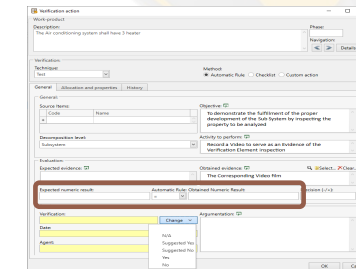 Verification action
Work-product
Description:
The Air conditioning system shall have 3 heater
Phase:
Navigation:
Details
Verification:
Technique:
Test
Method:
Automatic Rule Checklist Custom action
General Allocation and properties History
General:
Source Items:
Code Name
Objective:
To demonstrate the fulfillment of the proper
development of the Sub System by inspecting the
property to be analyzed
Decomposition level:
Subsystem
Activity to perform:
Record a Video to serve as an Evidence of the
Verification Element inspection
Evaluation:
Expected evidence:
Obtained evidence:
Select... Clear...
The Corresponding Video film
Expected numeric result: Automatic Rule: Obtained Numeric Result:
=
Verification:
Change
Argumentation:
N/A
Suggested Yes
Suggested No
Yes
No
Date:
Agent:
OK